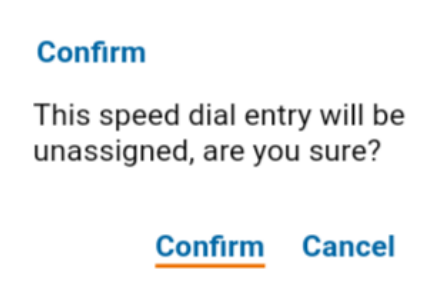 Confirm
This speed dial entry will be
unassigned, are you sure?
Confirm Cancel